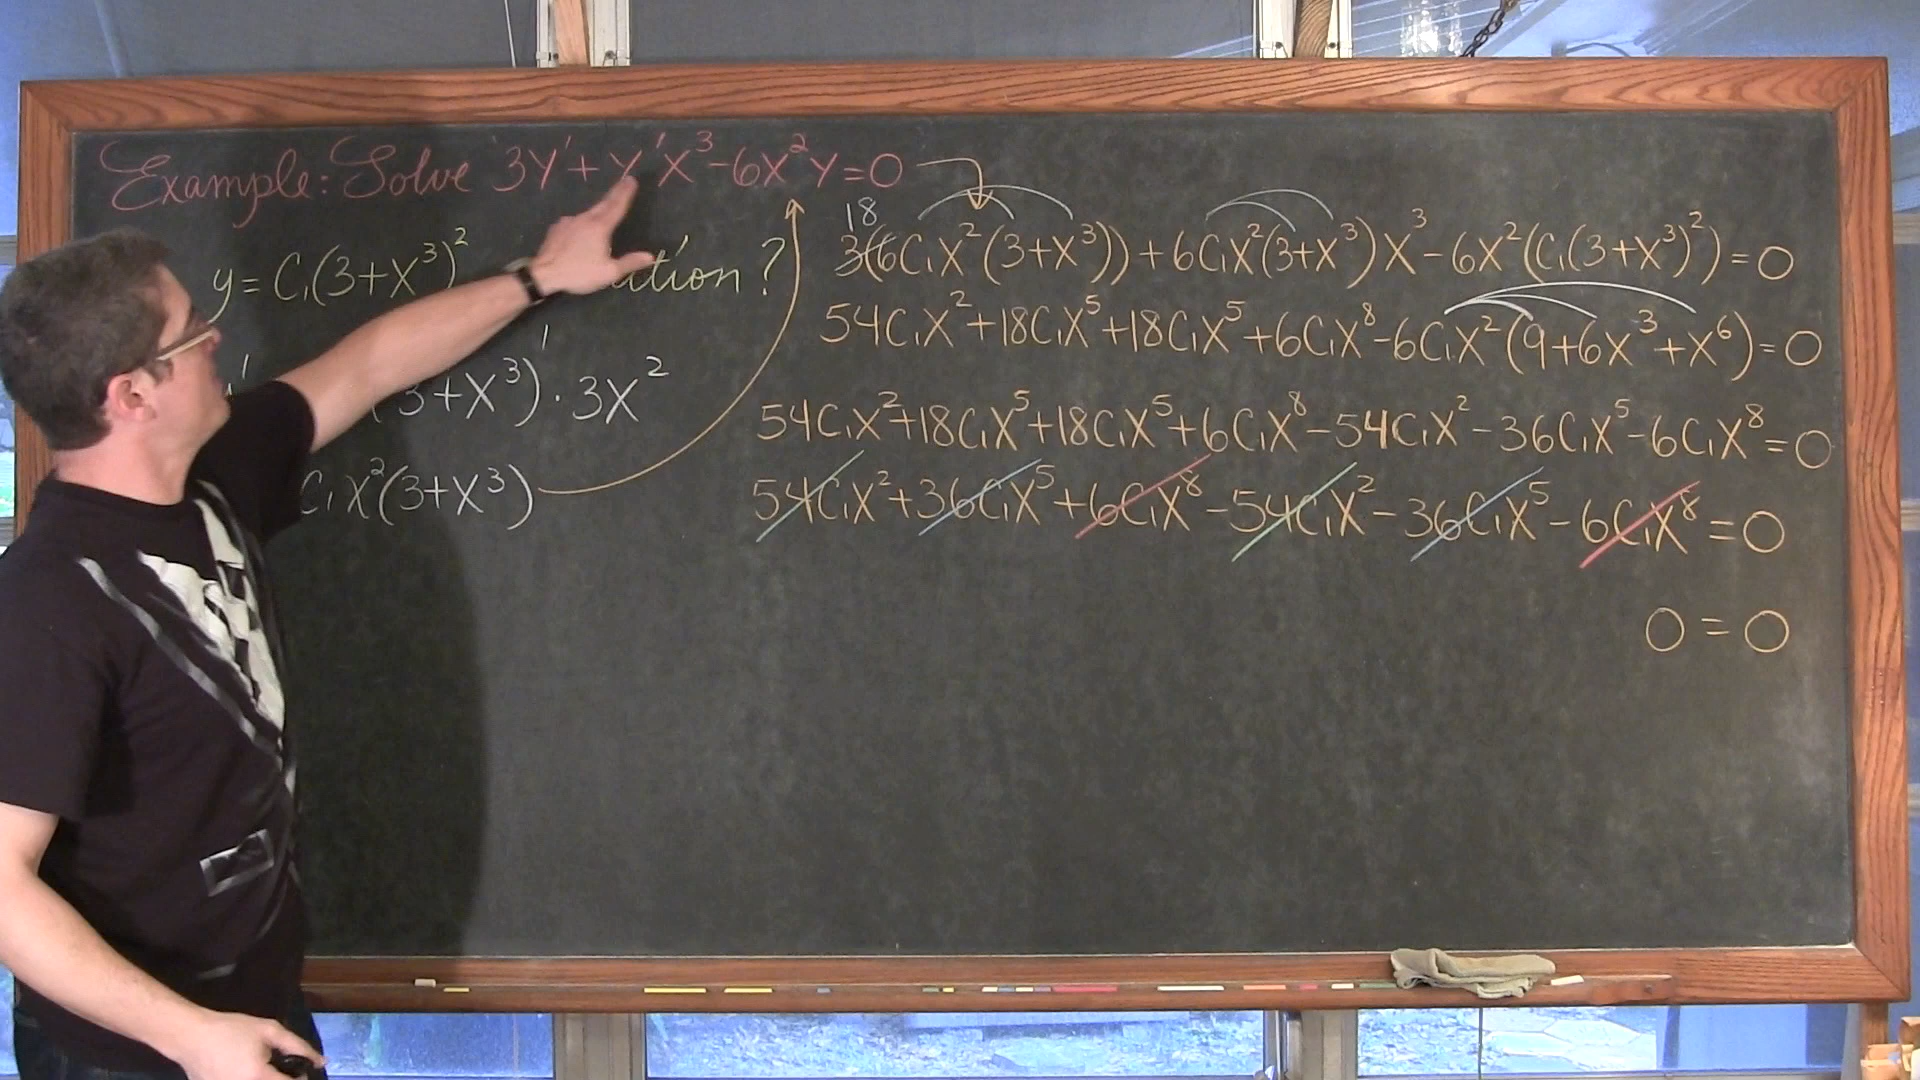 Example: Solve 3y'+y'x³-6x²y=0
y=C₁(3+x³)² ?
(3+x³)'·3x²
C₁x²(3+x³)
18
3(6C₁x²(3+x³))+6C₁x²(3+x³)x³-6x²(C₁(3+x³)²)=0
54C₁x²+18C₁x⁵+18C₁x⁵+6C₁x⁸-6C₁x²(9+6x³+x⁶)=0
54C₁x²+18C₁x⁵+18C₁x⁵+6C₁x⁸-54C₁x²-36C₁x⁵-6C₁x⁸=0
54C₁x²+36C₁x⁵+6C₁x⁸-54C₁x²-36C₁x⁵-6C₁x⁸=0
0=0